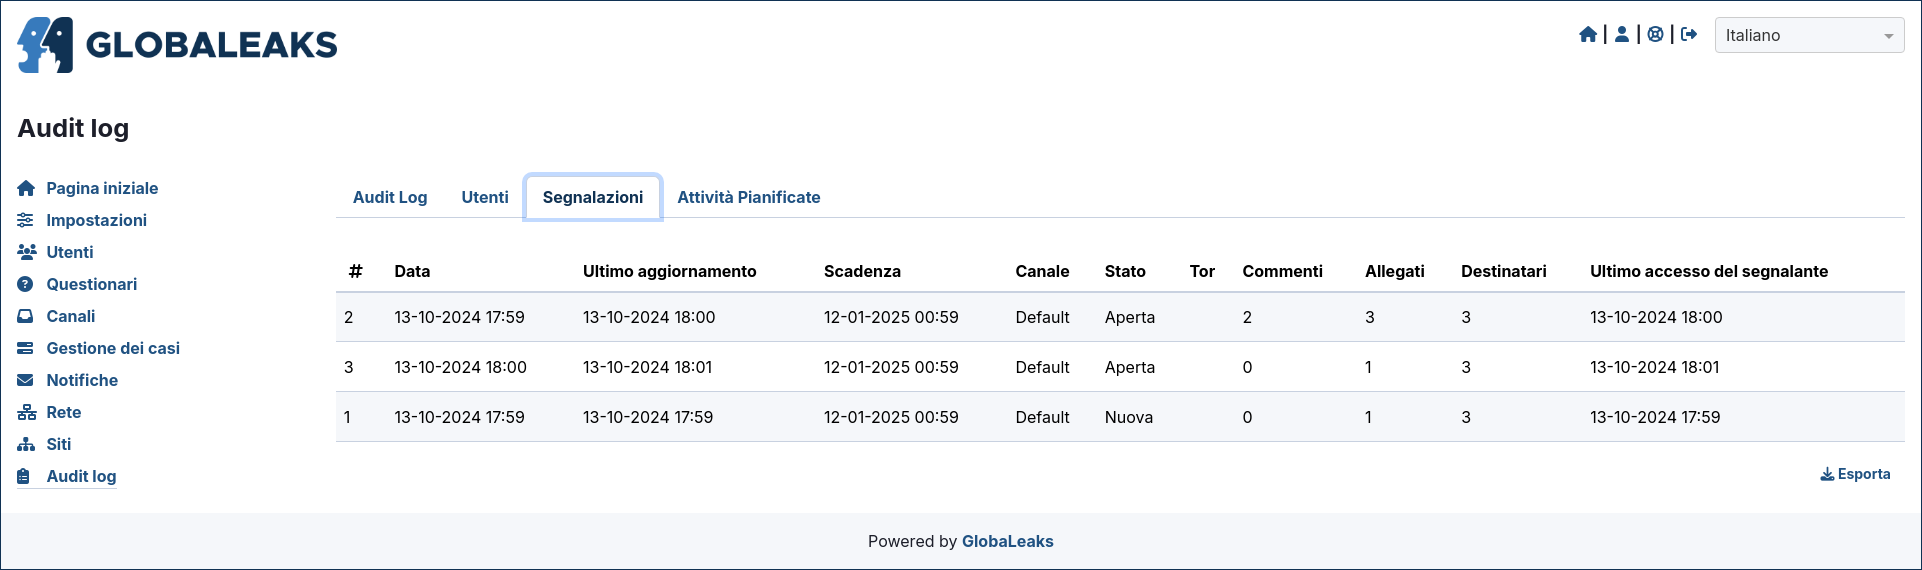 GLOBALEAKS
| | | Italiano
Audit log
Pagina iniziale
Impostazioni
Utenti
Questionari
Canali
Gestione dei casi
Notifiche
Rete
Siti
Audit log
Audit Log Utenti Segnalazioni Attività Pianificate
# Data Ultimo aggiornamento Scadenza Canale Stato Tor Commenti Allegati Destinatari Ultimo accesso del segnalante
2 13-10-2024 17:59 13-10-2024 18:00 12-01-2025 00:59 Default Aperta 2 3 3 13-10-2024 18:00
3 13-10-2024 18:00 13-10-2024 18:01 12-01-2025 00:59 Default Aperta 0 1 3 13-10-2024 18:01
1 13-10-2024 17:59 13-10-2024 17:59 12-01-2025 00:59 Default Nuova 0 1 3 13-10-2024 17:59
Esporta
Powered by GlobaLeaks